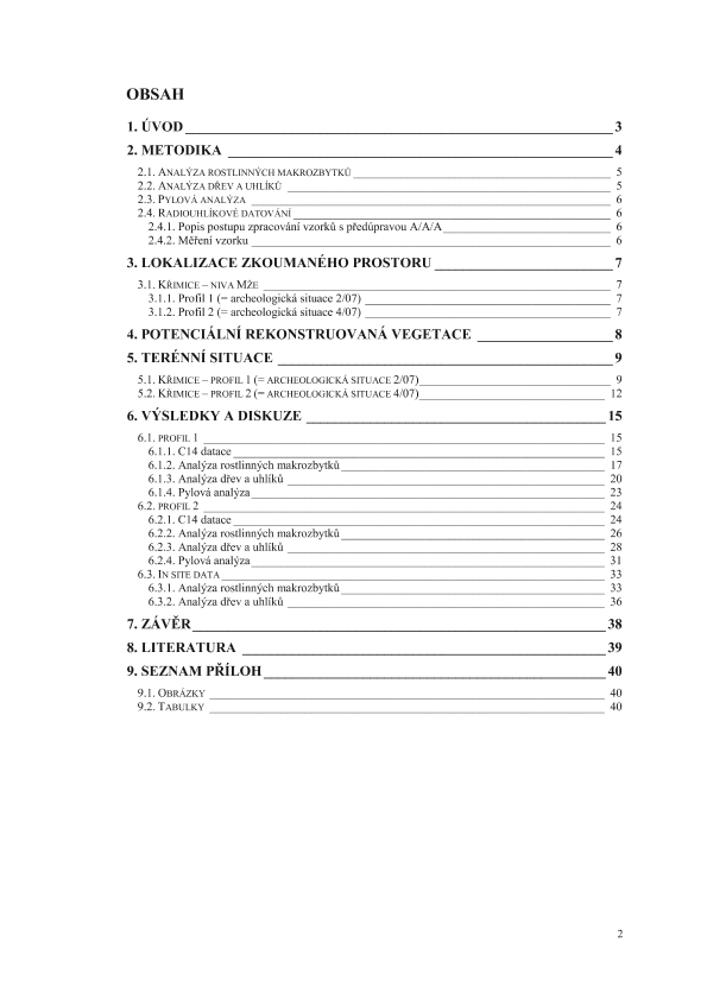 OBSAH
1. ÚVOD 3
2. METODIKA 4
2.1. ANALÝZA ROSTLINNÝCH MAKROZBYTKŮ 5
2.2. ANALÝZA DŘEV A UHLÍKŮ 5
2.3. PYLOVÁ ANALÝZA 6
2.4. RADIOUHLÍKOVÉ DATOVÁNÍ 6
2.4.1. Popis postupu zpracování vzorků s předúpravou A/A/A 6
2.4.2. Měření vzorku 6
3. LOKALIZACE ZKOUMANÉHO PROSTORU 7
3.1. KŘIMICE – NIVA MŽE 7
3.1.1. Profil 1 (= archeologická situace 2/07) 7
3.1.2. Profil 2 (= archeologická situace 4/07) 7
4. POTENCIÁLNÍ REKONSTRUOVANÁ VEGETACE 8
5. TERÉNNÍ SITUACE 9
5.1. KŘIMICE – PROFIL 1 (= ARCHEOLOGICKÁ SITUACE 2/07) 9
5.2. KŘIMICE – PROFIL 2 (= ARCHEOLOGICKÁ SITUACE 4/07) 12
6. VÝSLEDKY A DISKUZE 15
6.1. PROFIL 1 15
6.1.1. C14 datace 15
6.1.2. Analýza rostlinných makrozbytků 17
6.1.3. Analýza dřev a uhlíků 20
6.1.4. Pylová analýza 23
6.2. PROFIL 2 24
6.2.1. C14 datace 24
6.2.2. Analýza rostlinných makrozbytků 26
6.2.3. Analýza dřev a uhlíků 28
6.2.4. Pylová analýza 31
6.3. IN SITE DATA 33
6.3.1. Analýza rostlinných makrozbytků 33
6.3.2. Analýza dřev a uhlíků 36
7. ZÁVĚR 38
8. LITERATURA 39
9. SEZNAM PŘÍLOH 40
9.1. OBRÁZKY 40
9.2. TABULKY 40
2